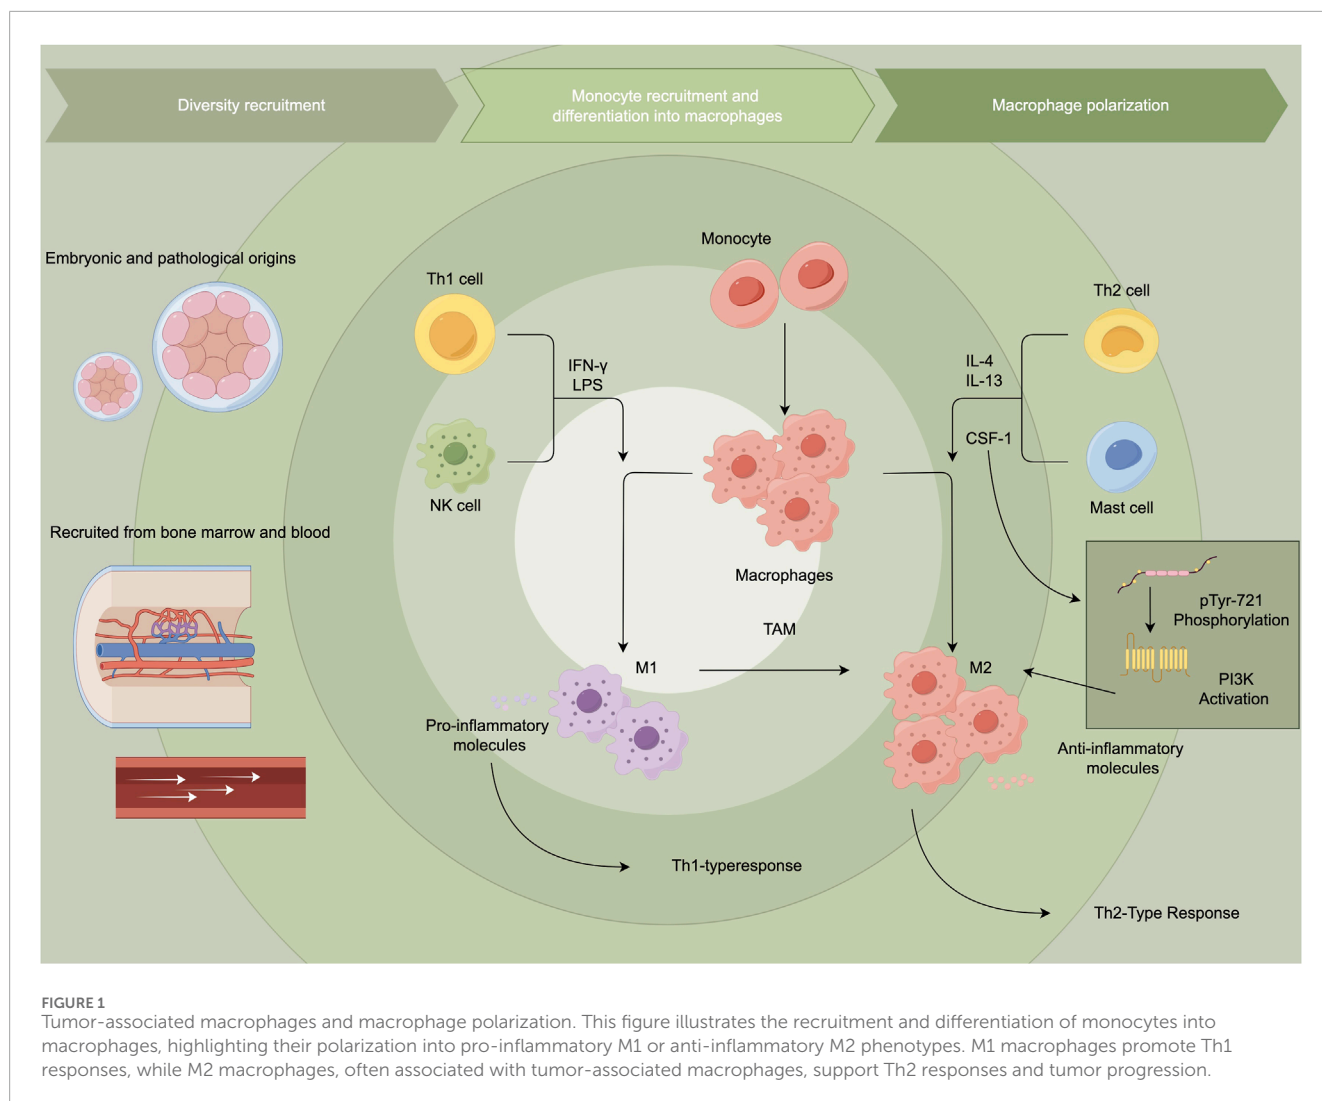 Diversity recruitment
Monocyte recruitment and
differentiation into macrophages
Macrophage polarization
Embryonic and pathological origins
Recruited from bone marrow and blood
Th1 cell
IFN-γ
LPS
NK cell
Monocyte
Macrophages
TAM
Th2 cell
IL-4
IL-13
CSF-1
Mast cell
pTyr-721
Phosphorylation
PI3K
Activation
M1
M2
Pro-inflammatory
molecules
Anti-inflammatory
molecules
Th1-typeresponse
Th2-Type Response
FIGURE 1
Tumor-associated macrophages and macrophage polarization. This figure illustrates the recruitment and differentiation of monocytes into
macrophages, highlighting their polarization into pro-inflammatory M1 or anti-inflammatory M2 phenotypes. M1 macrophages promote Th1
responses, while M2 macrophages, often associated with tumor-associated macrophages, support Th2 responses and tumor progression.